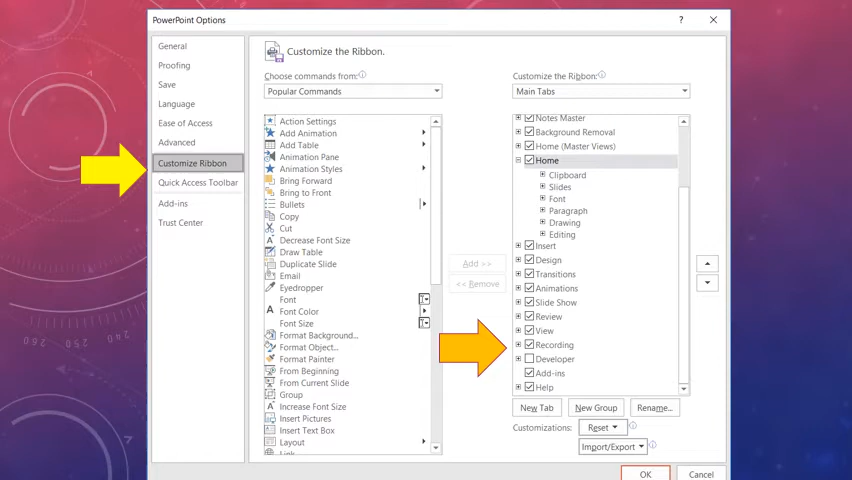 PowerPoint Options
?
General
Proofing
Save
Language
Ease of Access
Advanced
Customize Ribbon
Quick Access Toolbar
Add-ins
Trust Center
Customize the Ribbon.
Choose commands from:
Popular Commands
Action Settings
Add Animation
Add Table
Animation Pane
Animation Styles
Bring Forward
Bring to Front
Bullets
Copy
Cut
Decrease Font Size
Draw Table
Duplicate Slide
Email
Eyedropper
Font
Font Color
Font Size
Format Background...
Format Object...
Format Painter
From Beginning
From Current Slide
Group
Increase Font Size
Insert Pictures
Insert Text Box
Layout
Link
Add >>
<< Remove
Customize the Ribbon:
Main Tabs
Notes Master
Background Removal
Home (Master Views)
Home
Clipboard
Slides
Font
Paragraph
Drawing
Editing
Insert
Design
Transitions
Animations
Slide Show
Review
View
Recording
Developer
Add-ins
Help
New Tab
New Group
Rename...
Customizations:
Reset
Import/Export
OK
Cancel